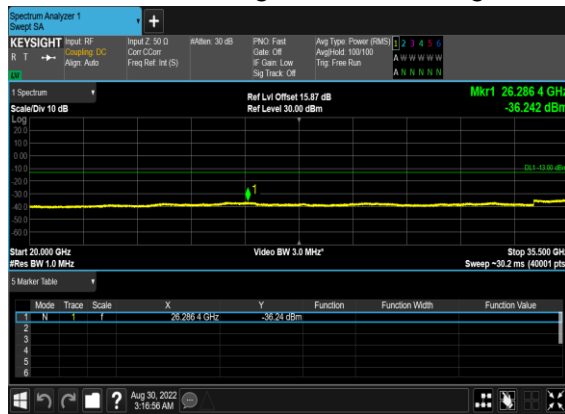 Spectrum Analyzer 1
Swept SA
+
KEYSIGHT Input: RF Input Z: 50 Ω #Atten: 30 dB PNO: Fast Avg Type: Power (RMS) 1 2 3 4 5 6
R T Coupling: DC Corr CCorr Gate: Off Avg|Hold: 100/100 A W W W W W
Align: Auto Freq Ref: Int (S) IF Gain: Low Trig: Free Run
LW Sig Track: Off A N N N N N
1 Spectrum Ref Lvl Offset 15.87 dB Mkr1 26.286 4 GHz
Scale/Div 10 dB Ref Level 30.00 dBm -36.242 dBm
Log
20.0
10.0
0.00
-10.0 DL1 -13.00 dBm
-20.0
-30.0 1
-40.0
-50.0
-60.0
Start 20.000 GHz Video BW 3.0 MHz* Stop 35.500 GHz
#Res BW 1.0 MHz Sweep ~30.2 ms (40001 pts)
5 Marker Table
Mode Trace Scale X Y Function Function Width Function Value
1 N 1 f 26.286 4 GHz -36.24 dBm
2
3
4
5
6
? Aug 30, 2022
3:16:56 AM